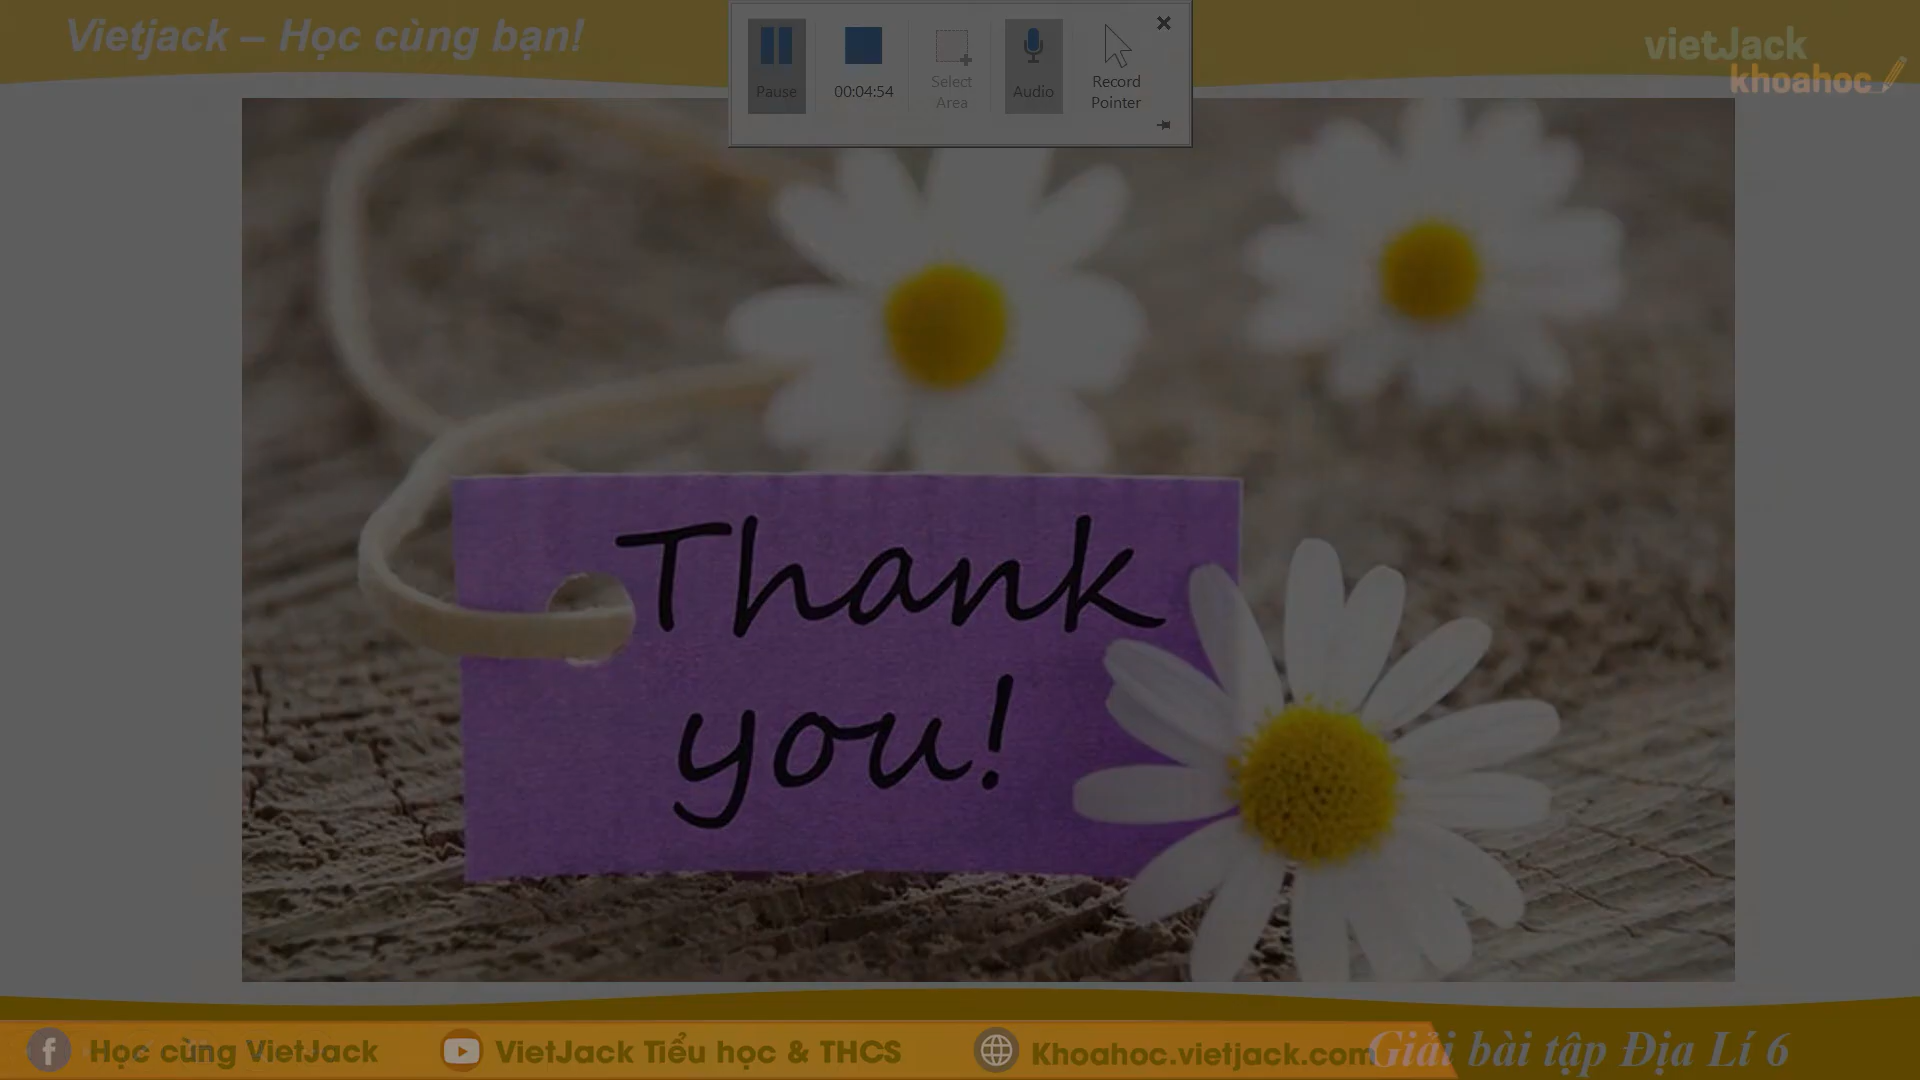 Vietjack – Học cùng bạn!
Pause
00:04:54
Select
Area
Audio
Record
Pointer
vietJack
khoahoc
Thank
you!
Học cùng VietJack
VietJack Tiểu học & THCS
Khoahoc.vietjack.com
Giải bài tập Địa Lí 6